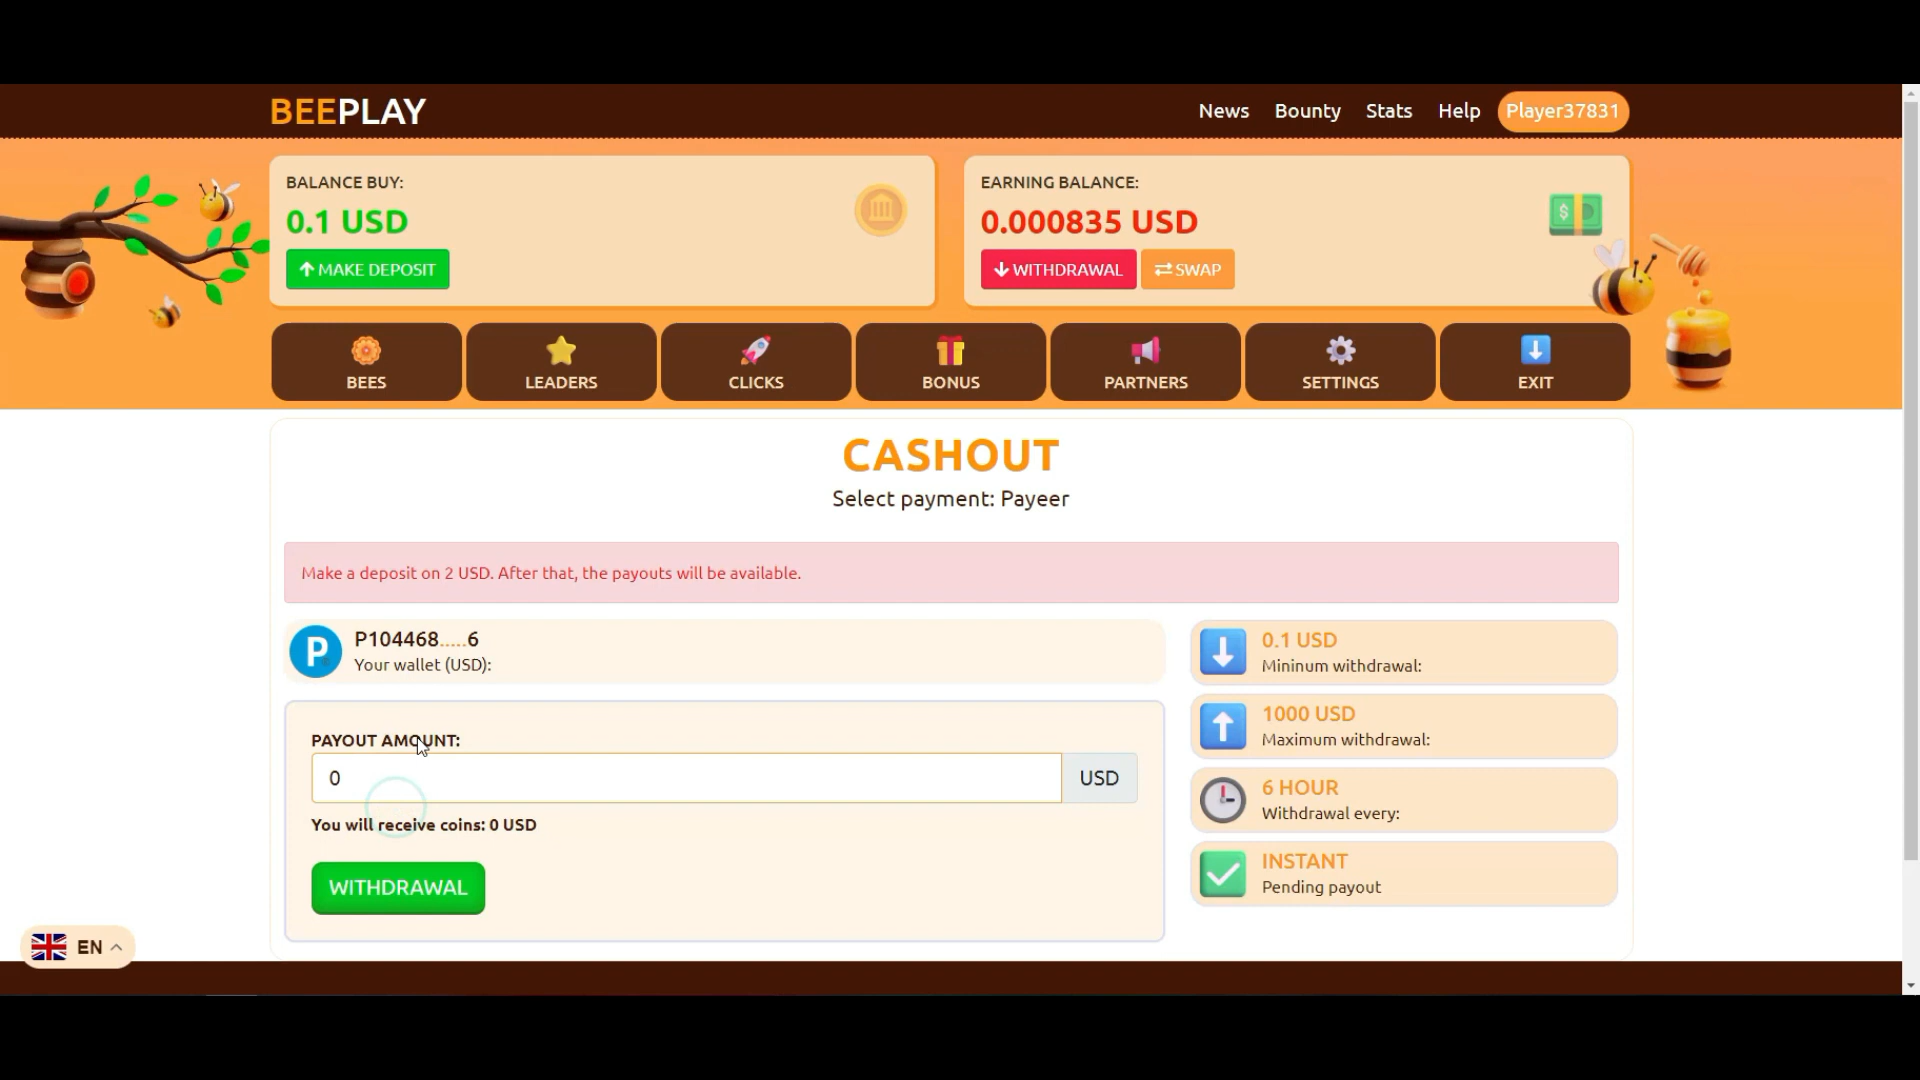 BEEPLAY
News Bounty Stats Help Player37831
BALANCE BUY:
0.1 USD
MAKE DEPOSIT
EARNING BALANCE:
0.000835 USD
WITHDRAWAL SWAP
BEES LEADERS CLICKS BONUS PARTNERS SETTINGS EXIT
CASHOUT
Select payment: Payeer
Make a deposit on 2 USD. After that, the payouts will be available.
P P104468.....6
Your wallet (USD):
PAYOUT AMOUNT:
0 USD
You will receive coins: 0 USD
WITHDRAWAL
0.1 USD
Mininum withdrawal:
1000 USD
Maximum withdrawal:
6 HOUR
Withdrawal every:
INSTANT
Pending payout
EN